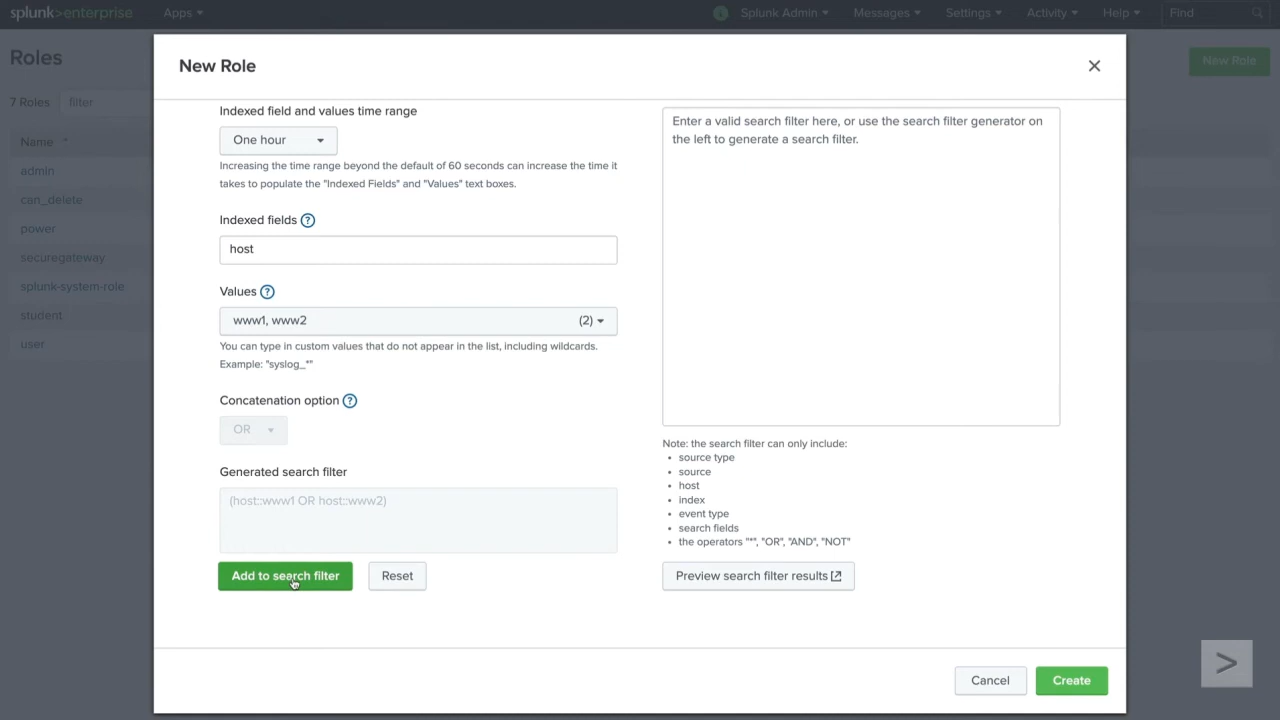 splunk>enterprise Apps Splunk Admin Messages Settings Activity Help Find
Roles
New Role
7 Roles filter
Name
admin
can_delete
power
securegateway
splunk-system-role
student
user
New Role
Indexed field and values time range
One hour
Increasing the time range beyond the default of 60 seconds can increase the time it
takes to populate the "Indexed Fields" and "Values" text boxes.
Indexed fields ?
host
Values ?
www1, www2 (2)
You can type in custom values that do not appear in the list, including wildcards.
Example: "syslog_*"
Concatenation option ?
OR
Generated search filter
(host::www1 OR host::www2)
Add to search filter Reset
Enter a valid search filter here, or use the search filter generator on
the left to generate a search filter.
Note: the search filter can only include:
• source type
• source
• host
• index
• event type
• search fields
• the operators "*", "OR", "AND", "NOT"
Preview search filter results
Cancel Create
>